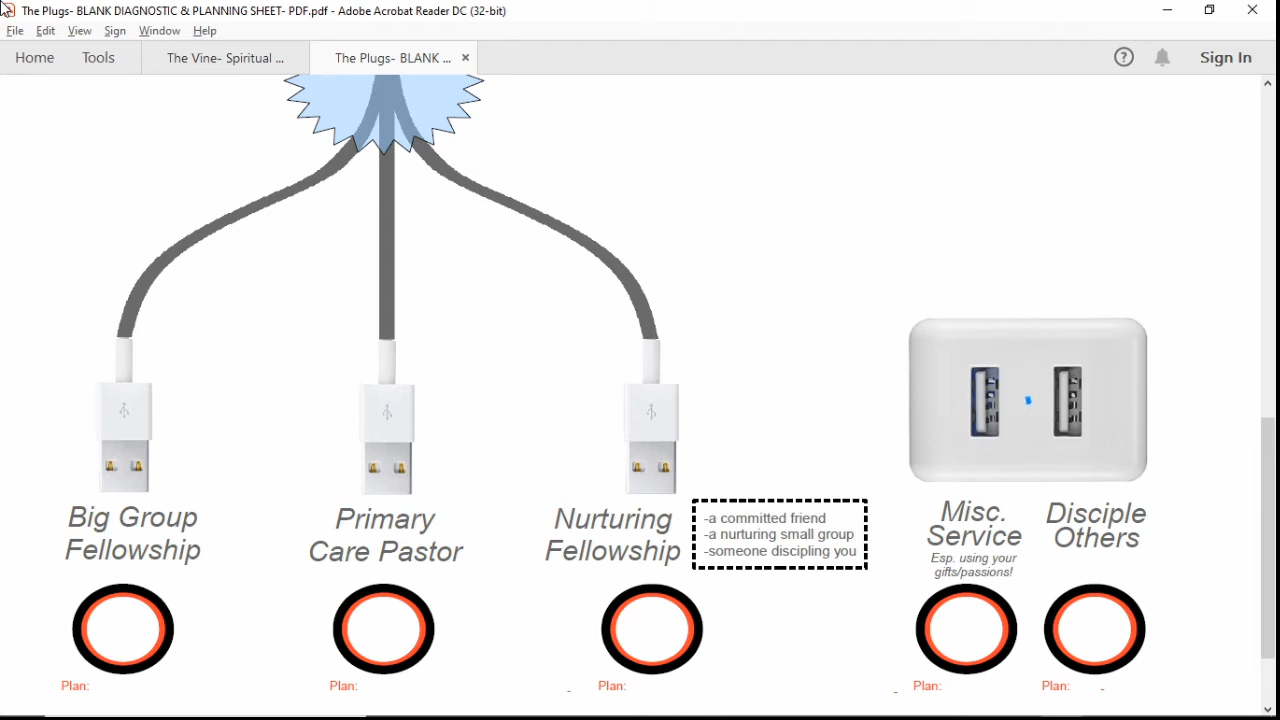 The Plugs- BLANK DIAGNOSTIC & PLANNING SHEET- PDF.pdf - Adobe Acrobat Reader DC (32-bit)
File Edit View Sign Window Help
Home Tools The Vine- Spiritual ... The Plugs- BLANK ... Sign In
Big Group
Fellowship
Primary
Care Pastor
Nurturing
Fellowship
-a committed friend
-a nurturing small group
-someone discipling you
Misc.
Service
Esp. using your
gifts/passions!
Disciple
Others
Plan:
Plan:
Plan:
Plan:
Plan: